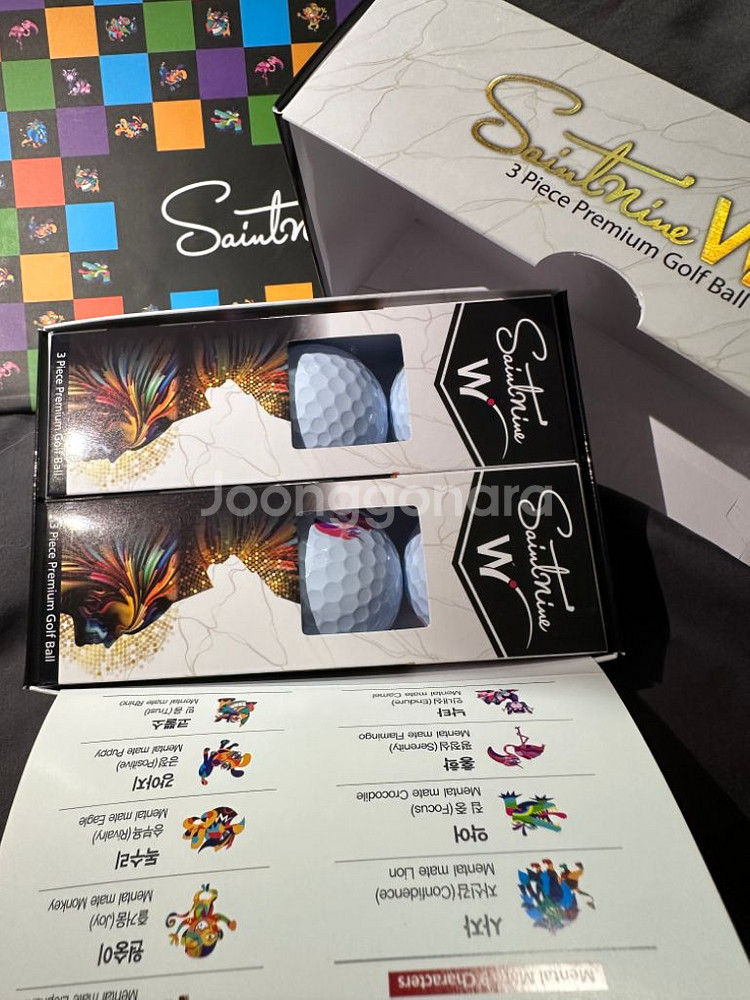 Saintnine W
3 Piece Premium Golf Ball
Saintn
3 Piece Premium Golf Ball
Saintnine
W
3 Piece Premium Golf Ball
Saintnine
W
Joonggonara
Characters
사자
자신감 (Confidence)
Mental mate Lion
악어
집 중 (Focus)
Mental mate Crocodile
홍학
평정심 (Serenity)
Mental mate Flamingo
낙타
인내심 (Endure)
Mental mate Camel
원숭이
즐거움 (Joy)
Mental mate Monkey
독수리
승부욕 (Rivalry)
Mental mate Eagle
강아지
긍정 (Positive)
Mental mate Puppy
코뿔소
믿 음 (Trust)
Mental mate Rhino